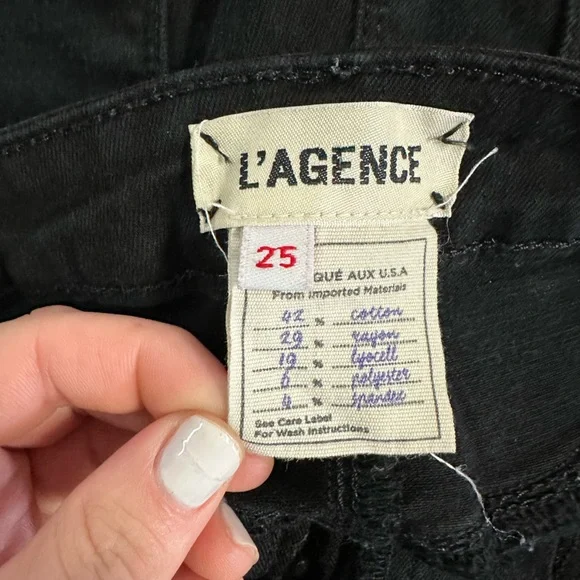 L'AGENCE
25
QUÉ AUX U.S.A
From Imported Materials
42 % cotton
29 % rayon
19 % lyocell
6 % polyester
4 % spandex
See Care Label
For Wash Instructions